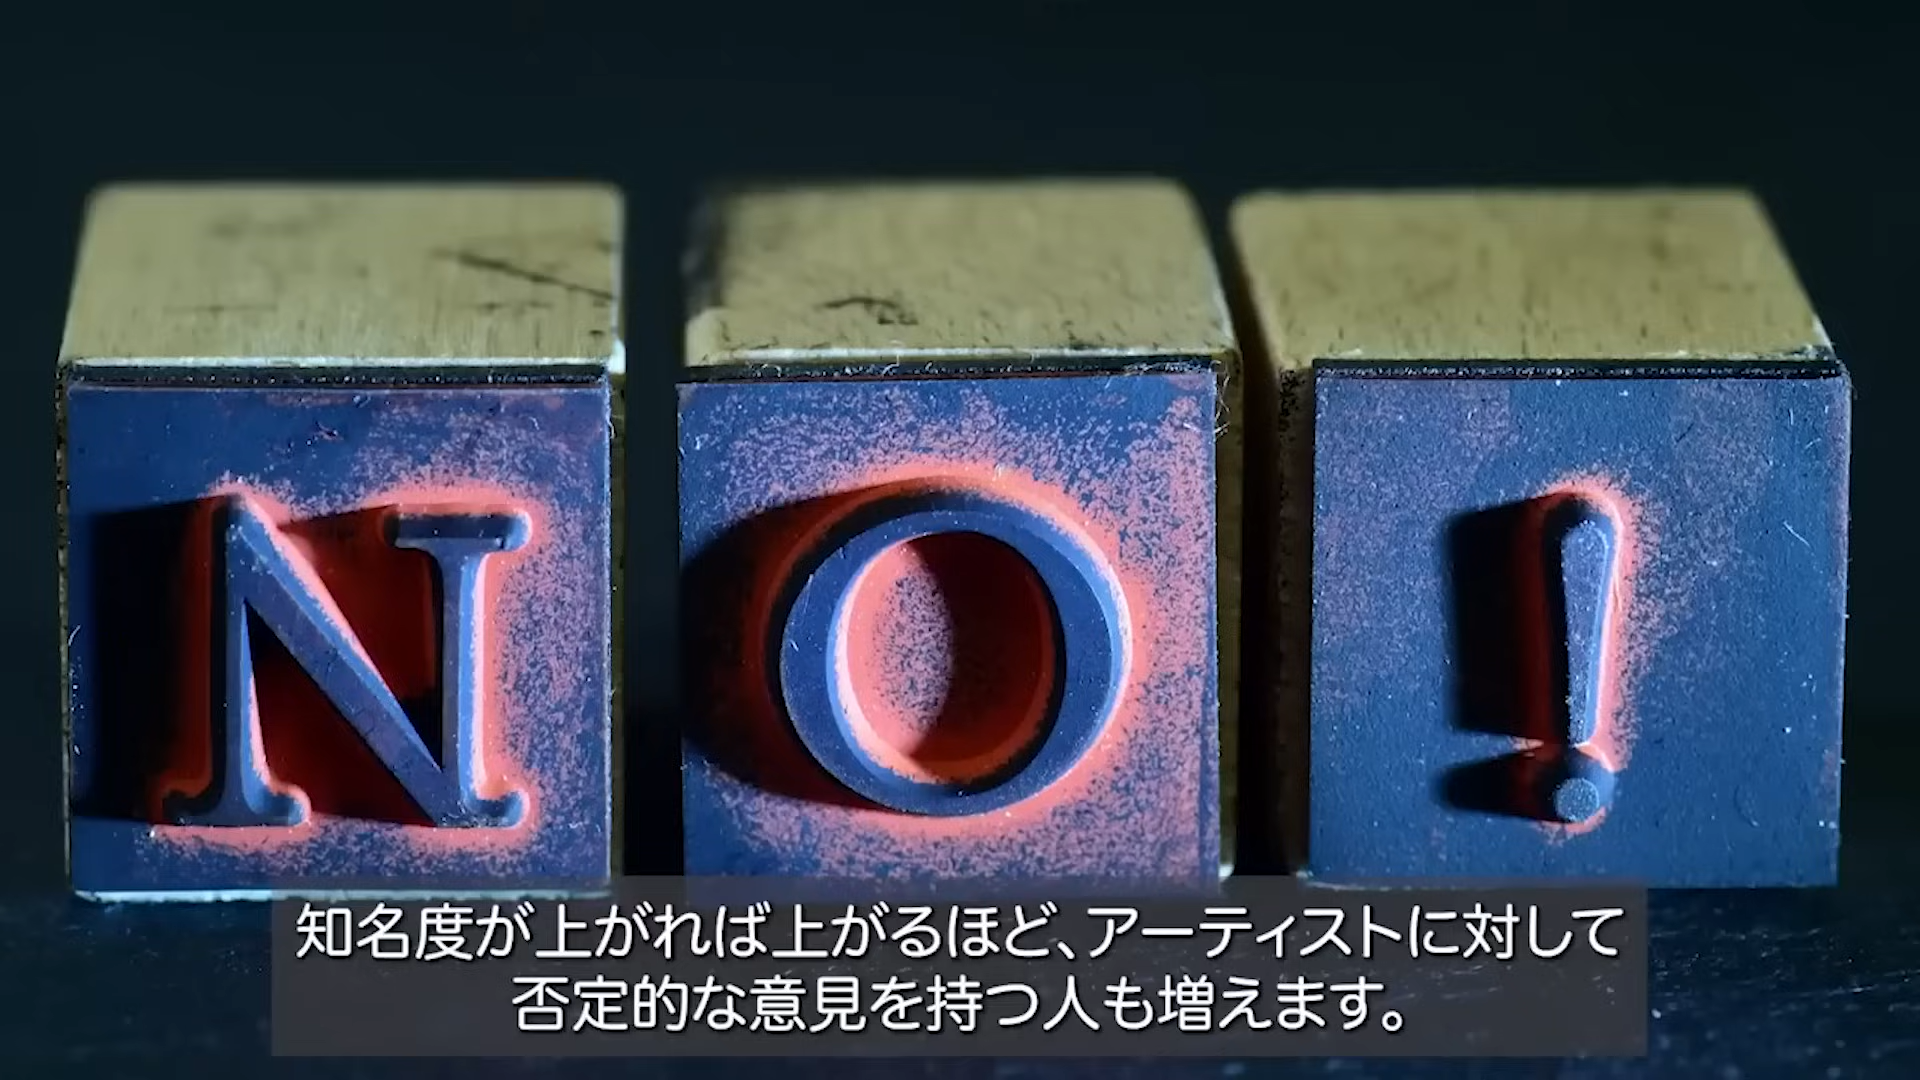 NO!
知名度が上がれば上がるほど、アーティストに対して
否定的な意見を持つ人も増えます。